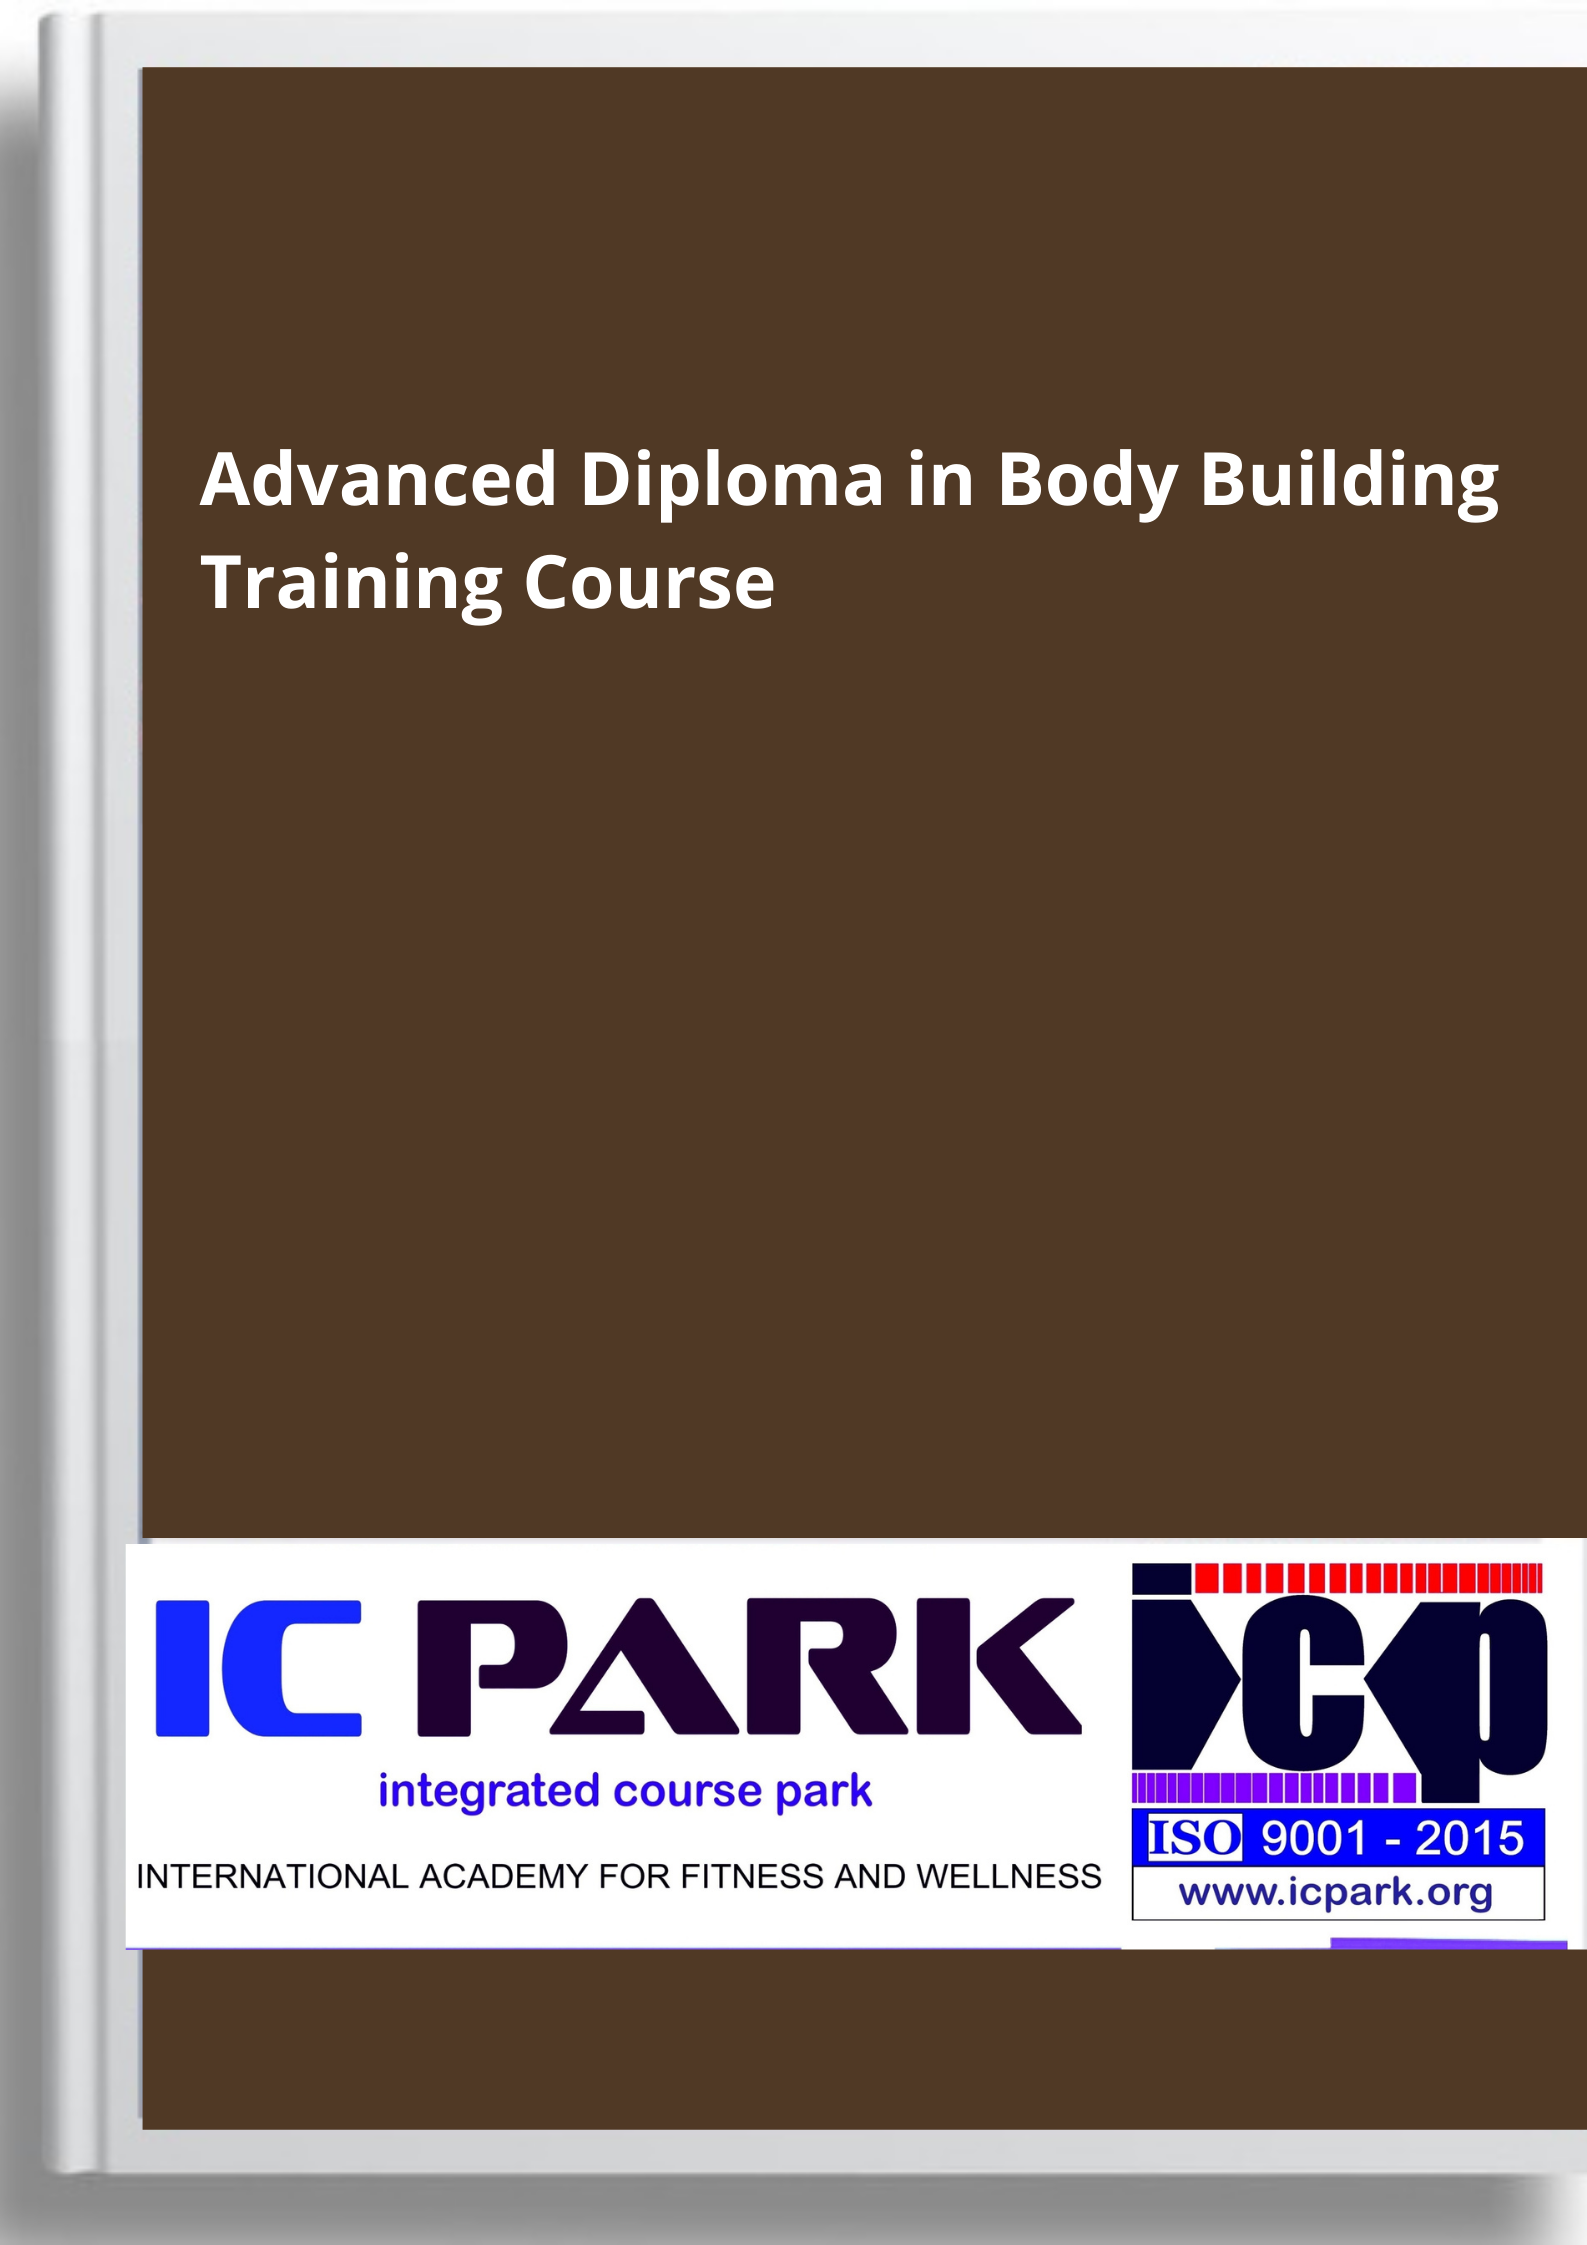 Advanced Diploma in Body Building
Training Course
IC PARK
integrated course park
INTERNATIONAL ACADEMY FOR FITNESS AND WELLNESS
icp
ISO 9001 - 2015
www.icpark.org